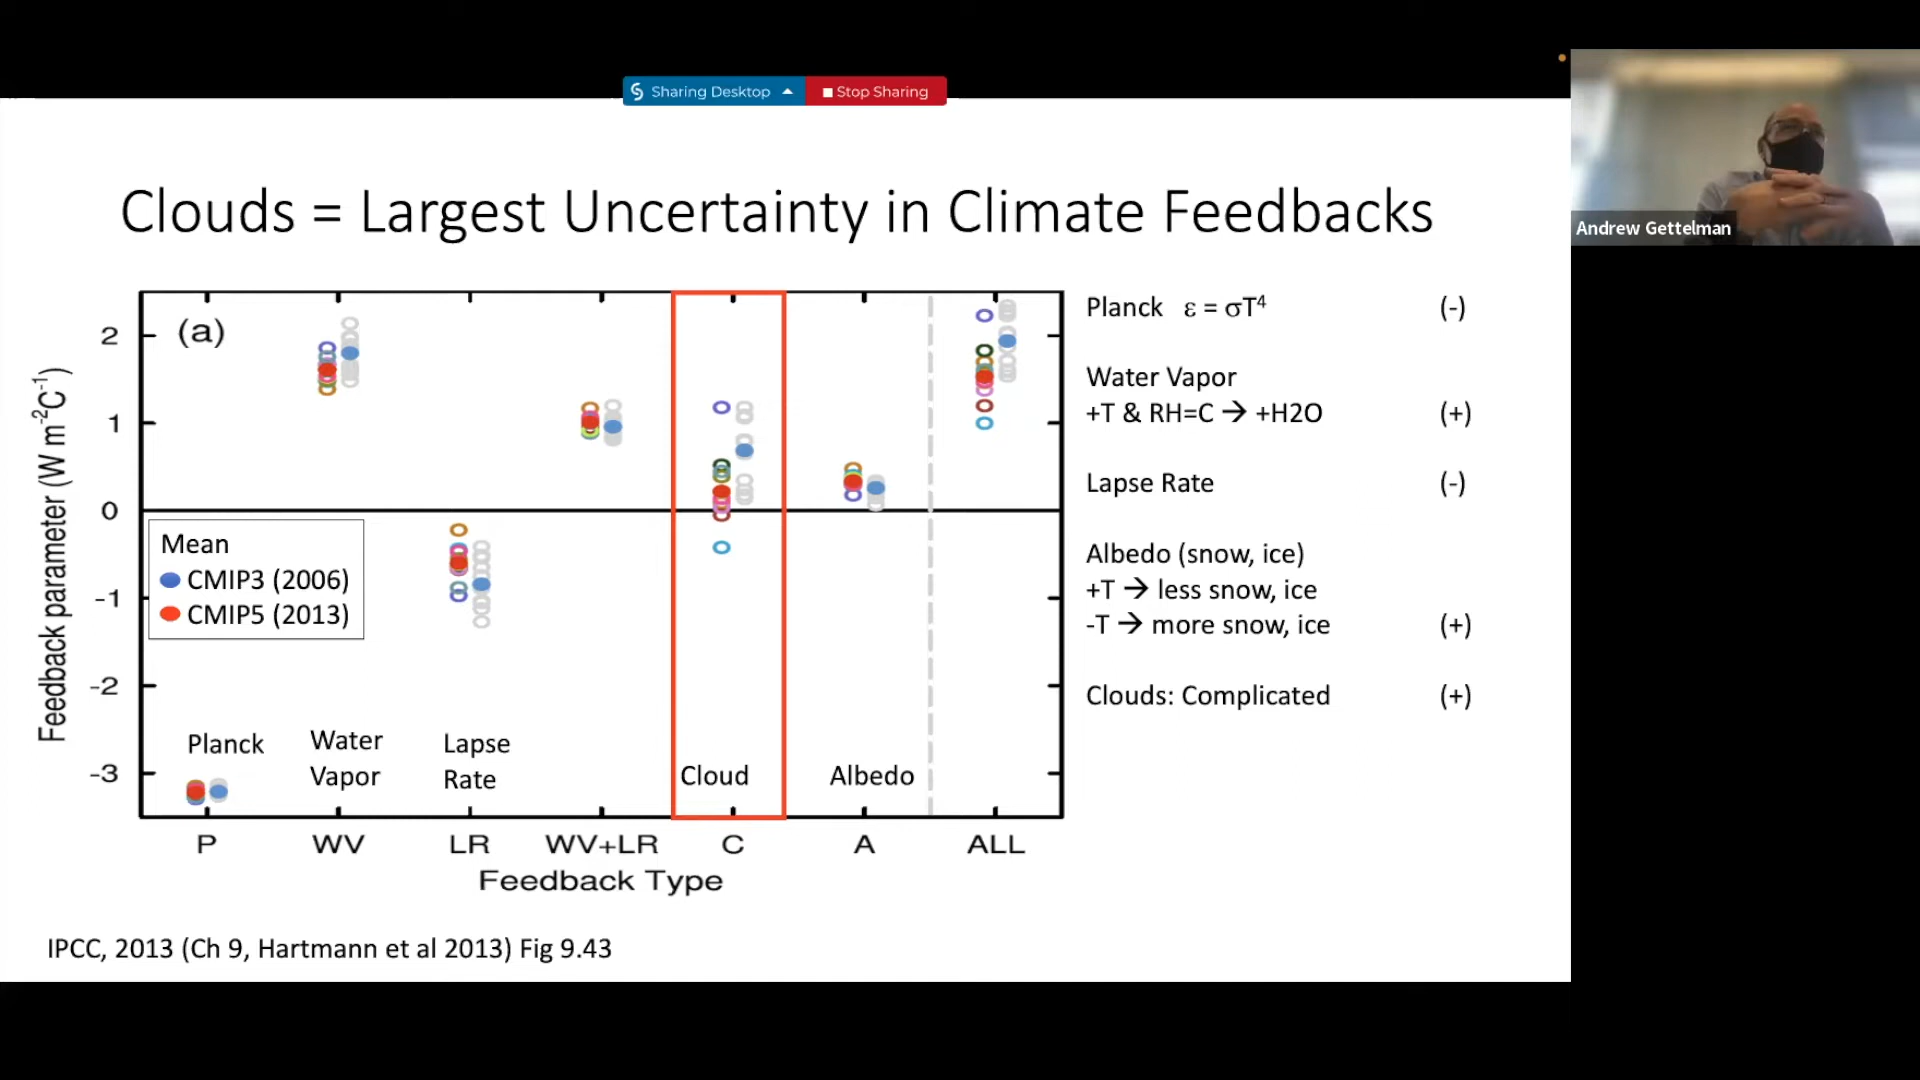 Sharing Desktop
Stop Sharing
Andrew Gettelman
Clouds = Largest Uncertainty in Climate Feedbacks
(a)
Feedback parameter (W m-2C-1)
2
1
0
-1
-2
-3
Mean
CMIP3 (2006)
CMIP5 (2013)
Planck
Water
Vapor
Lapse
Rate
Cloud
Albedo
P WV LR WV+LR C A ALL
Feedback Type
Planck ε = σT⁴ (-)
Water Vapor
+T & RH=C → +H2O (+)
Lapse Rate (-)
Albedo (snow, ice)
+T → less snow, ice
-T → more snow, ice (+)
Clouds: Complicated (+)
IPCC, 2013 (Ch 9, Hartmann et al 2013) Fig 9.43